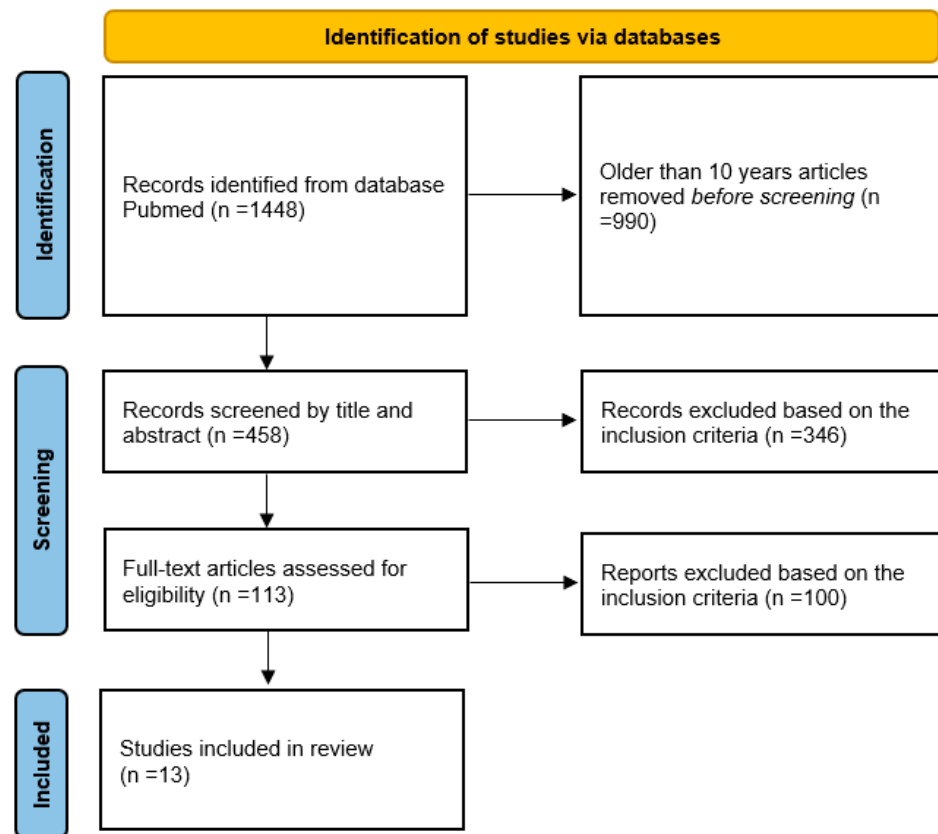 Identification of studies via databases
Identification
Records identified from database
Pubmed (n =1448)
Older than 10 years articles
removed before screening (n
=990)
Screening
Records screened by title and
abstract (n =458)
Records excluded based on the
inclusion criteria (n =346)
Full-text articles assessed for
eligibility (n =113)
Reports excluded based on the
inclusion criteria (n =100)
Included
Studies included in review
(n =13)